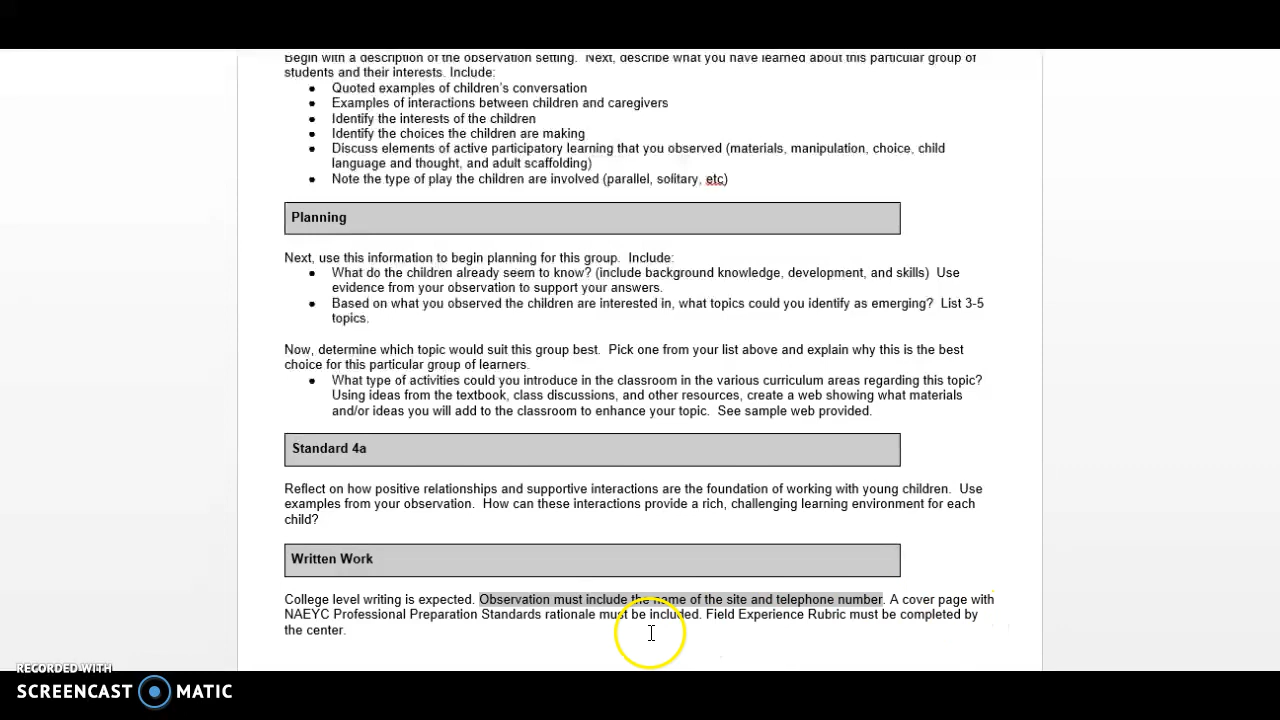 Begin with a description of the observation setting.  Next, describe what you have learned about this particular group of
students and their interests. Include:
● Quoted examples of children's conversation
● Examples of interactions between children and caregivers
● Identify the interests of the children
● Identify the choices the children are making
● Discuss elements of active participatory learning that you observed (materials, manipulation, choice, child
language and thought, and adult scaffolding)
● Note the type of play the children are involved (parallel, solitary, etc)
Planning
Next, use this information to begin planning for this group.  Include:
● What do the children already seem to know? (include background knowledge, development, and skills)  Use
evidence from your observation to support your answers.
● Based on what you observed the children are interested in, what topics could you identify as emerging?  List 3-5
topics.
Now, determine which topic would suit this group best.  Pick one from your list above and explain why this is the best
choice for this particular group of learners.
● What type of activities could you introduce in the classroom in the various curriculum areas regarding this topic?
Using ideas from the textbook, class discussions, and other resources, create a web showing what materials
and/or ideas you will add to the classroom to enhance your topic.  See sample web provided.
Standard 4a
Reflect on how positive relationships and supportive interactions are the foundation of working with young children.  Use
examples from your observation.  How can these interactions provide a rich, challenging learning environment for each
child?
Written Work
College level writing is expected. Observation must include the name of the site and telephone number. A cover page with
NAEYC Professional Preparation Standards rationale must be included. Field Experience Rubric must be completed by
the center.
RECORDED WITH
SCREENCAST MATIC